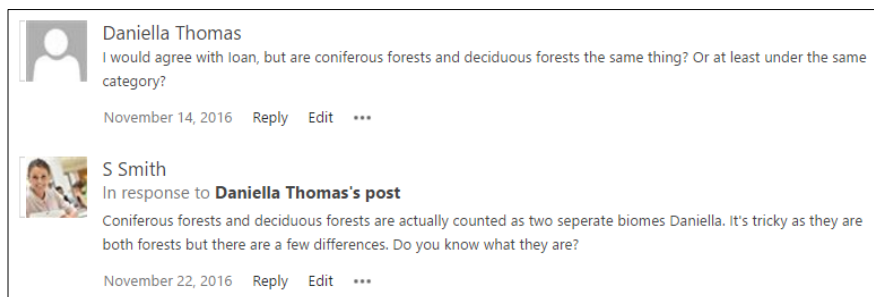 Daniella Thomas
I would agree with Ioan, but are coniferous forests and deciduous forests the same thing? Or at least under the same
category?
November 14, 2016 Reply Edit •••
S Smith
In response to Daniella Thomas's post
Coniferous forests and deciduous forests are actually counted as two seperate biomes Daniella. It's tricky as they are
both forests but there are a few differences. Do you know what they are?
November 22, 2016 Reply Edit •••